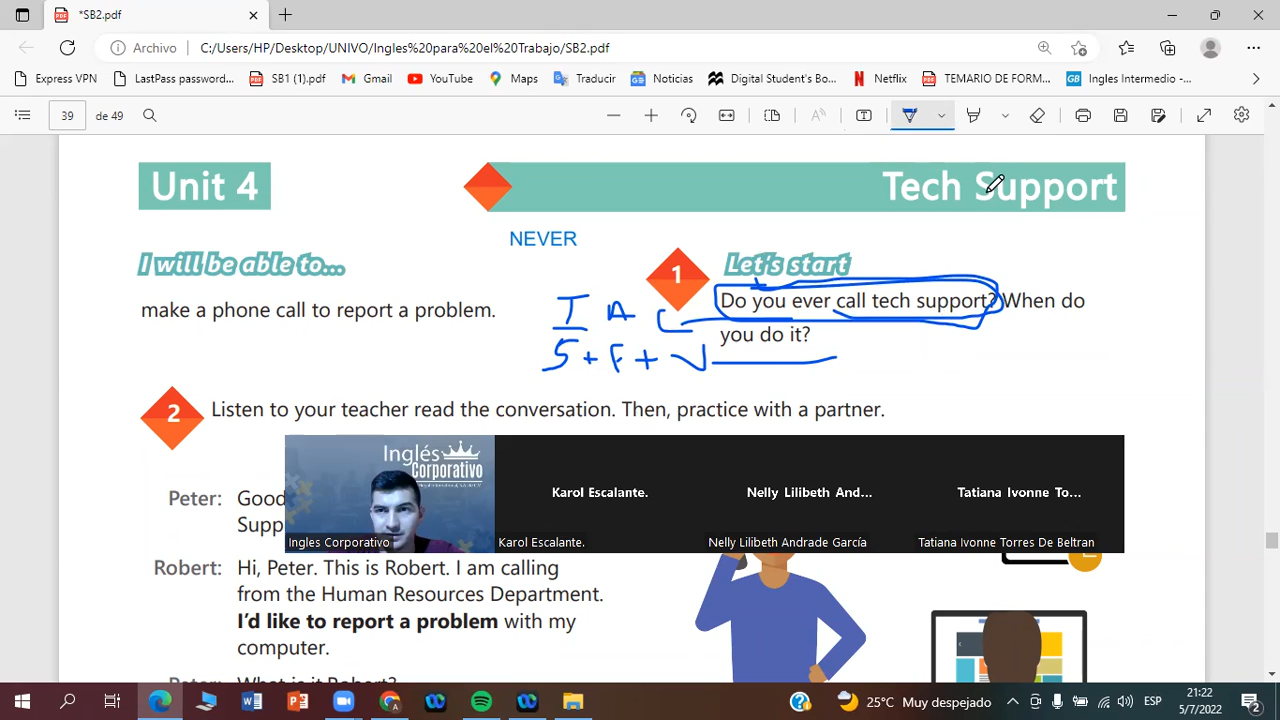 *SB2.pdf
Archivo C:/Users/HP/Desktop/UNIVO/Ingles%20para%20el%20Trabajo/SB2.pdf
Express VPN LastPass password... SB1 (1).pdf Gmail YouTube Maps Traducir Noticias Digital Student's Bo... Netflix TEMARIO DE FORM... Ingles Intermedio -...
39 de 49
Unit 4 Tech Support
NEVER
I will be able to...
make a phone call to report a problem.
1 Let's start
Do you ever call tech support? When do
you do it?
T A
S + F +
2 Listen to your teacher read the conversation. Then, practice with a partner.
Inglés
Corporativo
Karol Escalante. Nelly Lilibeth And... Tatiana Ivonne To...
Ingles Corporativo Karol Escalante. Nelly Lilibeth Andrade García Tatiana Ivonne Torres De Beltran
Peter: Good
Supp
Robert: Hi, Peter. This is Robert. I am calling
from the Human Resources Department.
I'd like to report a problem with my
computer.
Peter: What is it Robert?
25°C Muy despejado ESP 21:22
5/7/2022
2